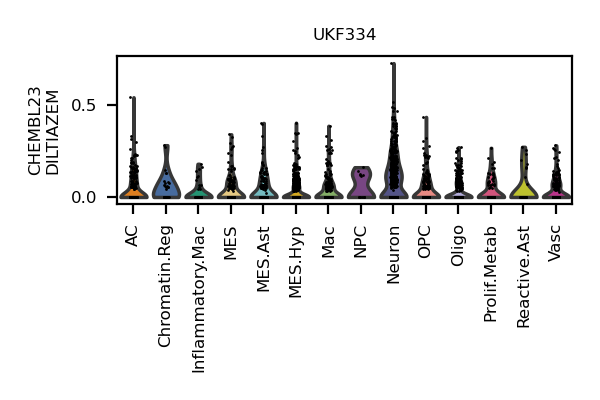 UKF334
CHEMBL23
DILTIAZEM
0.5
0.0
AC
Chromatin.Reg
Inflammatory.Mac
MES
MES.Ast
MES.Hyp
Mac
NPC
Neuron
OPC
Oligo
Prolif.Metab
Reactive.Ast
Vasc